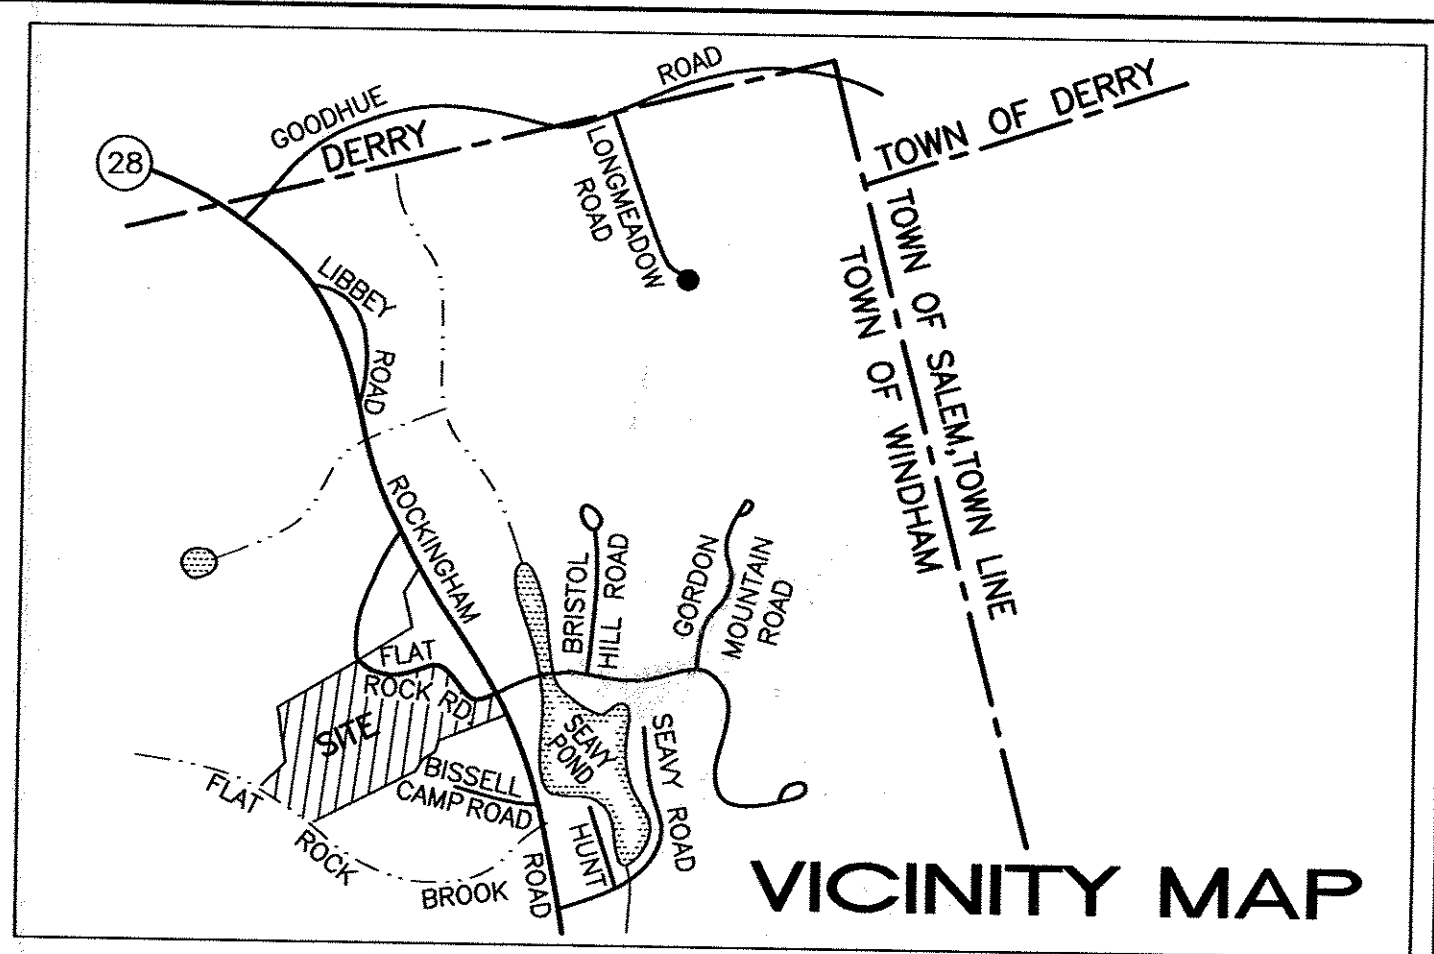 GOODHUE
ROAD
DERRY
28
TOWN OF DERRY
LONGMEADOW
ROAD
TOWN OF SALEM, TOWN LINE
TOWN OF WINDHAM
LIBBEY
ROAD
ROCKINGHAM
BRISTOL
HILL ROAD
GORDON
MOUNTAIN
ROAD
FLAT
ROCK RD.
SITE
SEAVY
POND
SEAVY ROAD
BISSELL
CAMP ROAD
FLAT
ROCK
BROOK
HUNT
ROAD
VICINITY MAP